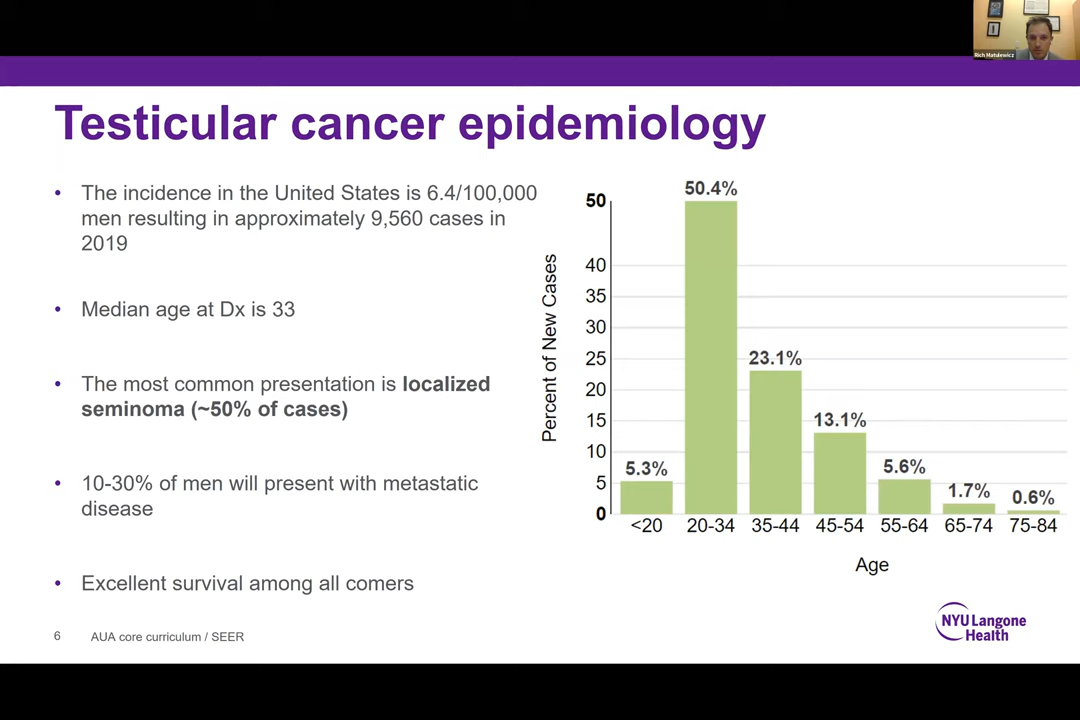 Rich Matulewicz
Testicular cancer epidemiology
• The incidence in the United States is 6.4/100,000
men resulting in approximately 9,560 cases in
2019
• Median age at Dx is 33
• The most common presentation is localized
seminoma (~50% of cases)
• 10-30% of men will present with metastatic
disease
• Excellent survival among all comers
6 AUA core curriculum / SEER
Percent of New Cases
50
40
35
30
25
20
15
10
5
0
5.3%
50.4%
23.1%
13.1%
5.6%
1.7%
0.6%
<20 20-34 35-44 45-54 55-64 65-74 75-84
Age
NYU Langone
Health